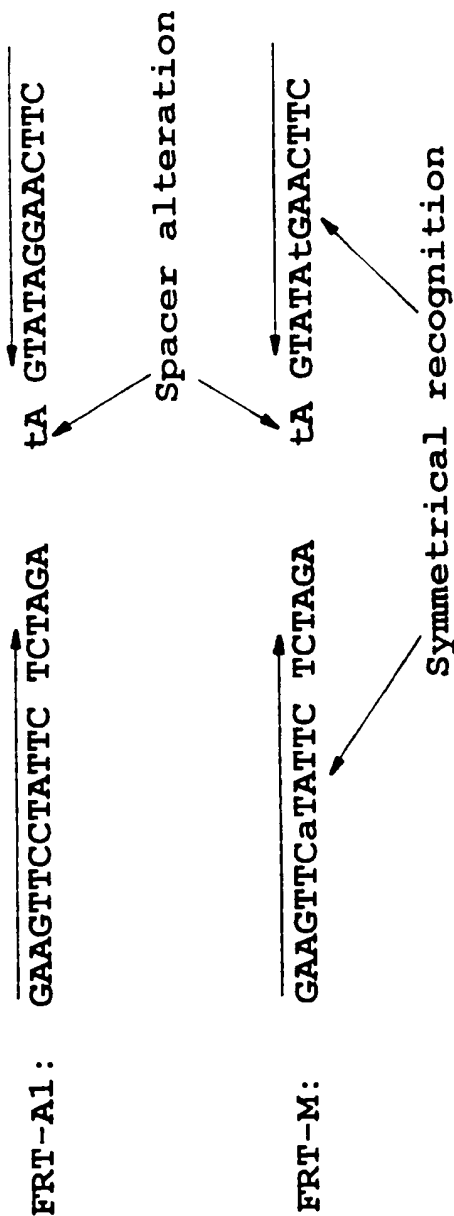 FRT-A1: GAAGTTCCTATTC TCTAGA tA GTATAGGAACTTC
Spacer alteration
FRT-M: GAAGTTCaTATTC TCTAGA tA GTATAtGAACTTC
Symmetrical recognition